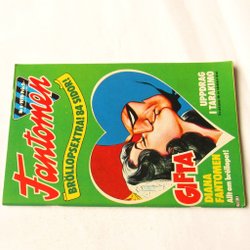 Fantomen
BRÖLLOPSEXTRA! 84 SIDOR!
GIFTA
DIANA
FANTOMEN
Allt om bröllopet!
UPPDRAG
I TARAKIMO